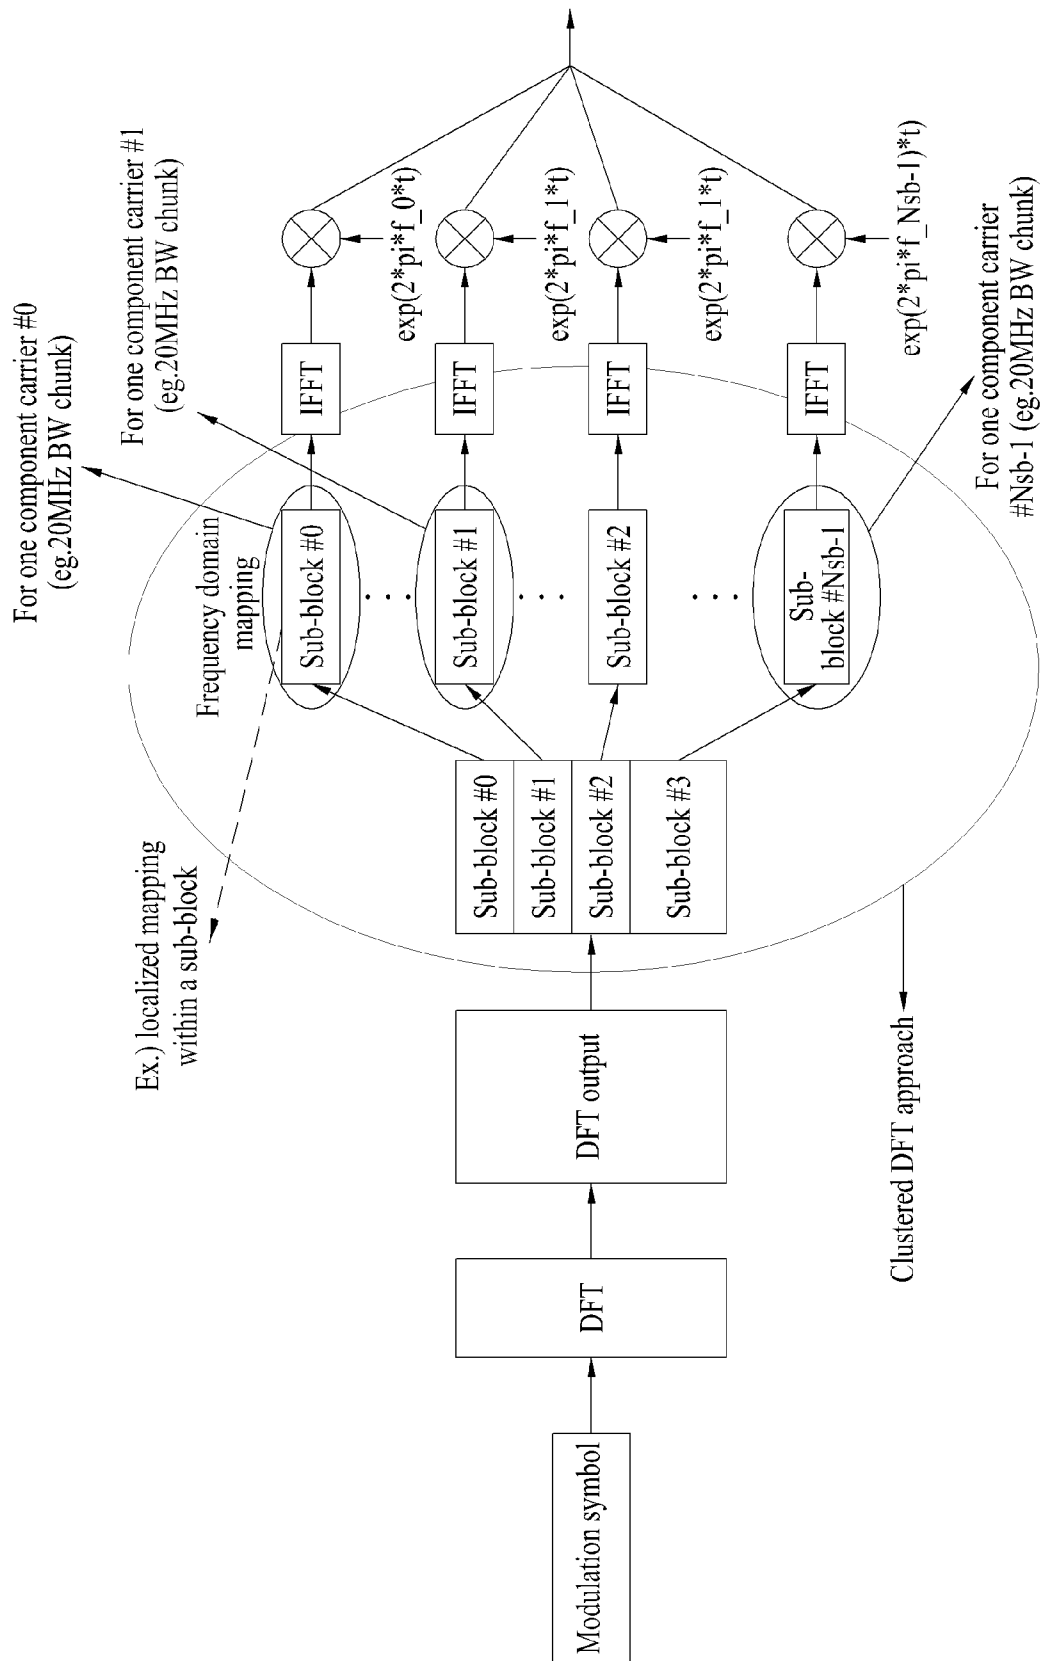 Modulation symbol
DFT
DFT output
Clustered DFT approach
Sub-block #0
Sub-block #1
Sub-block #2
Sub-block #3
Ex.) localized mapping
within a sub-block
Frequency domain
mapping
Sub-block #0
Sub-block #1
Sub-block #2
Sub-
block #Nsb-1
. . .
. . .
. . .
For one component carrier #0
(eg.20MHz BW chunk)
For one component carrier #1
(eg.20MHz BW chunk)
For one component carrier
#Nsb-1 (eg.20MHz BW chunk)
IFFT
IFFT
IFFT
IFFT
exp(2*pi*f_0*t)
exp(2*pi*f_1*t)
exp(2*pi*f_1*t)
exp(2*pi*f_Nsb-1)*t)